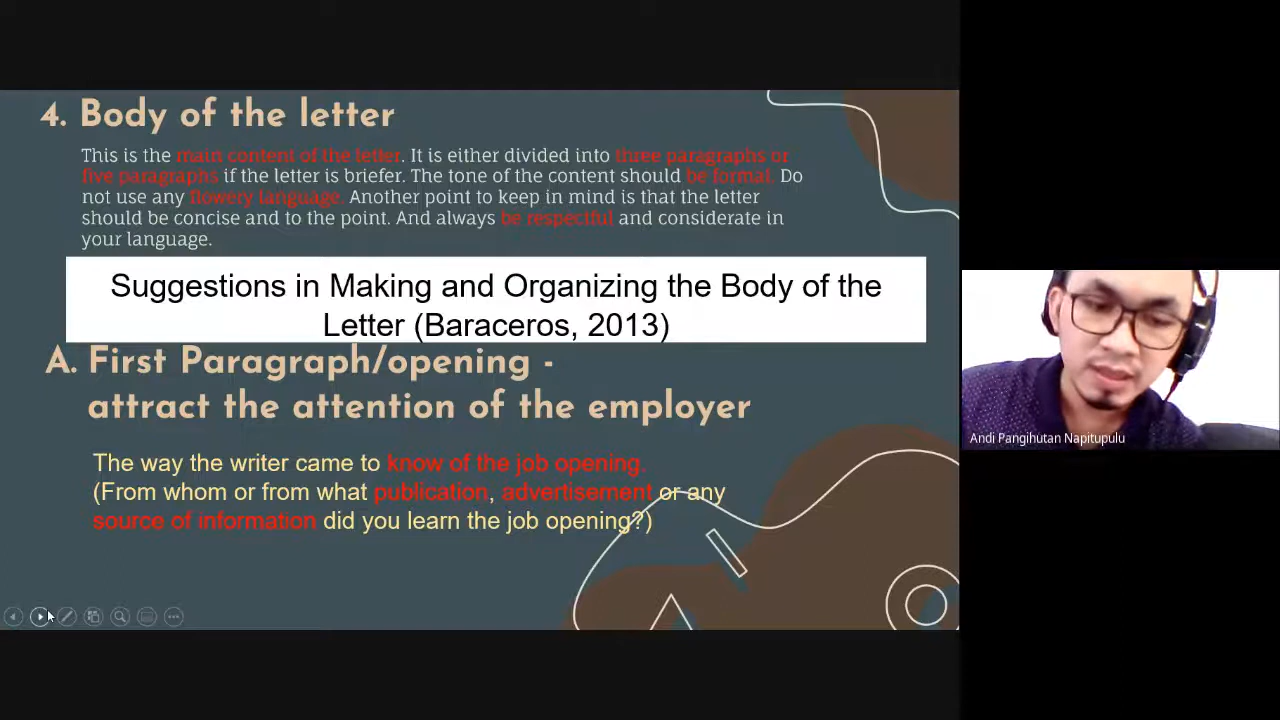 4. Body of the letter
This is the main content of the letter. It is either divided into three paragraphs or
five paragraphs if the letter is briefer. The tone of the content should be formal. Do
not use any flowery language. Another point to keep in mind is that the letter
should be concise and to the point. And always be respectful and considerate in
your language.
Suggestions in Making and Organizing the Body of the
Letter (Baraceros, 2013)
A. First Paragraph/opening -
attract the attention of the employer
The way the writer came to know of the job opening.
(From whom or from what publication, advertisement or any
source of information did you learn the job opening?)
Andi Pangihutan Napitupulu